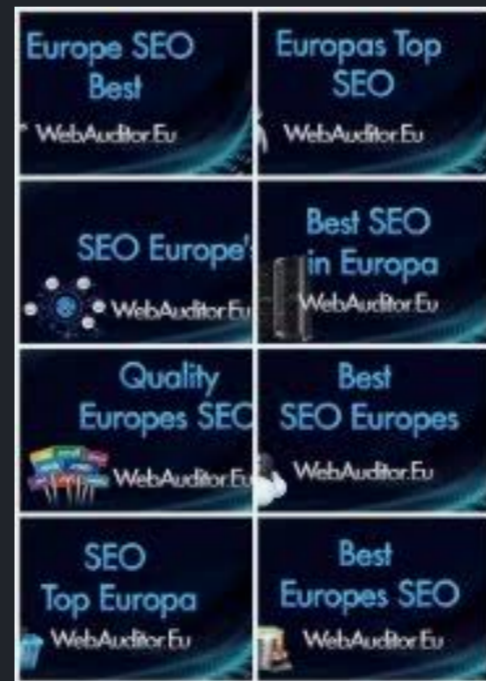 Europe SEO
Best
WebAuditor.Eu
Europas Top
SEO
WebAuditor.Eu
SEO Europe's
WebAuditor.Eu
Best SEO
in Europa
WebAuditor.Eu
Quality
Europes SEO
WebAuditor.Eu
Best
SEO Europes
WebAuditor.Eu
SEO
Top Europa
WebAuditor.Eu
Best
Europes SEO
WebAuditor.Eu